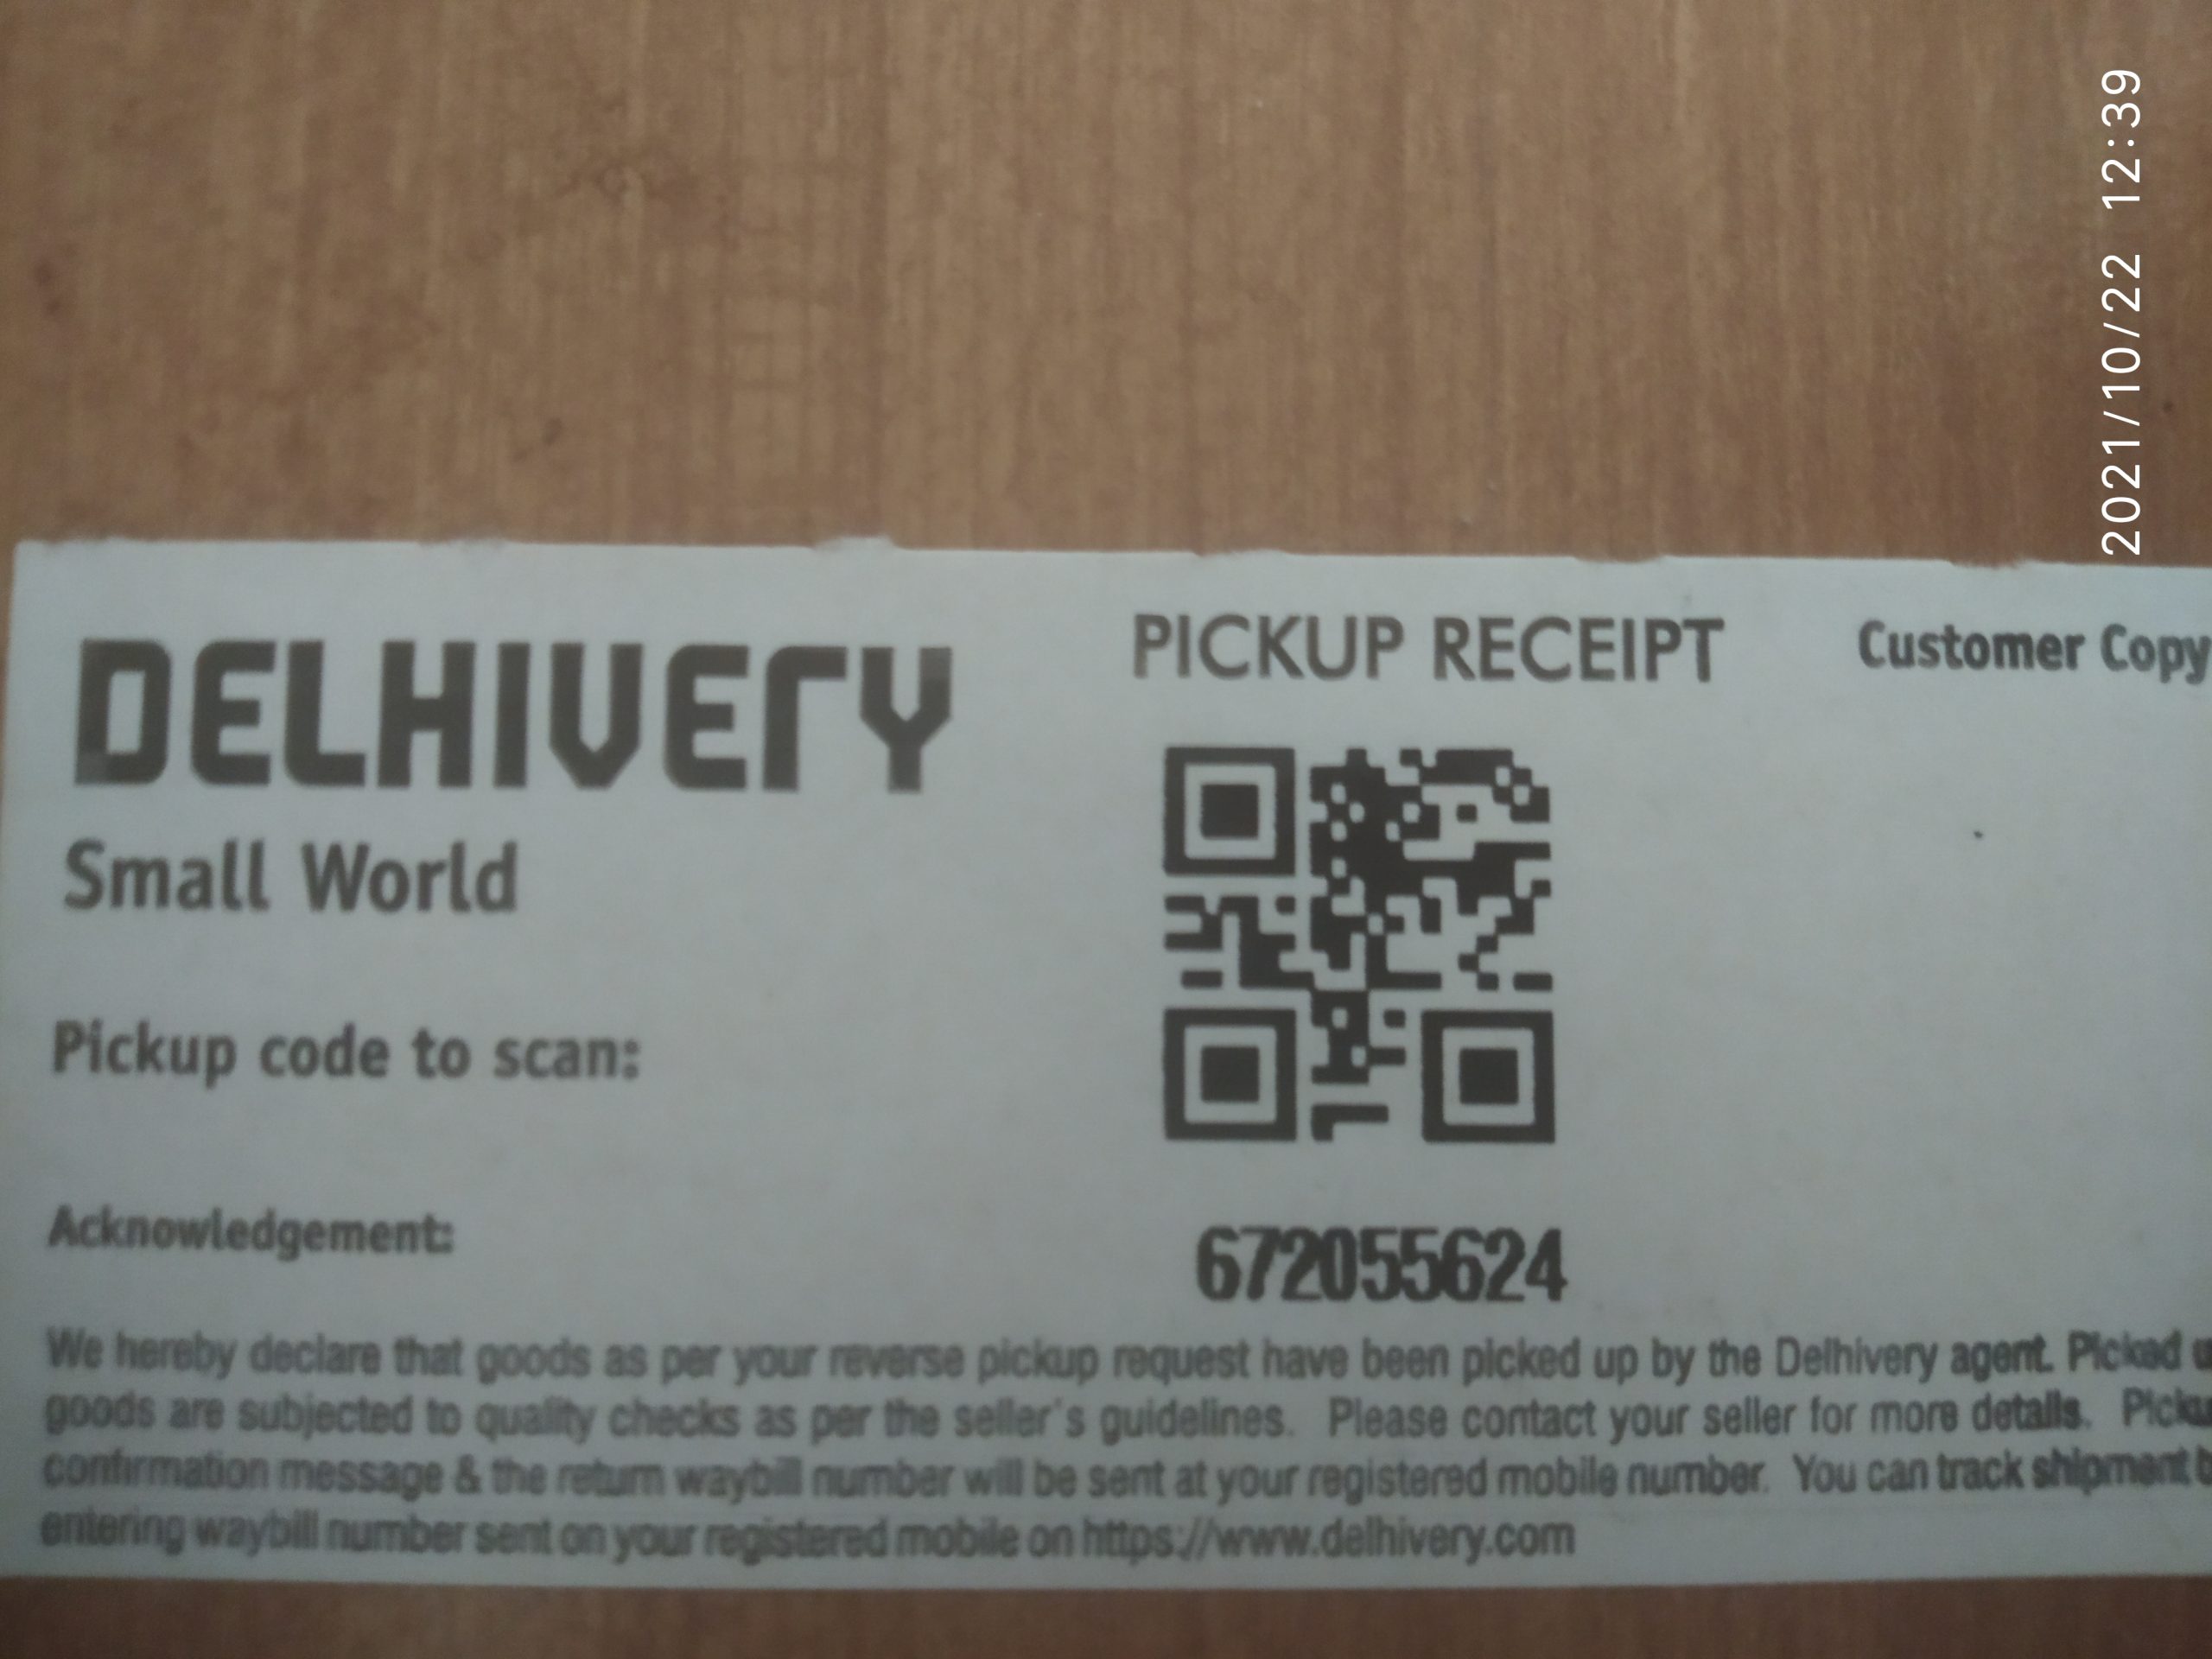 2021/10/22 12:39
DELHIVERY
PICKUP RECEIPT
Customer Copy
Small World
Pickup code to scan:
Acknowledgement:
672055624
We hereby declare that goods as per your reverse pickup request have been picked up by the Delhivery agent. Picked
goods are subjected to quality checks as per the seller's guidelines. Please contact your seller for more details.
confirmation message & the return waybill number will be sent at your registered mobile number. You can track shipment
entering waybill number sent on your registered mobile on https://www.delhivery.com